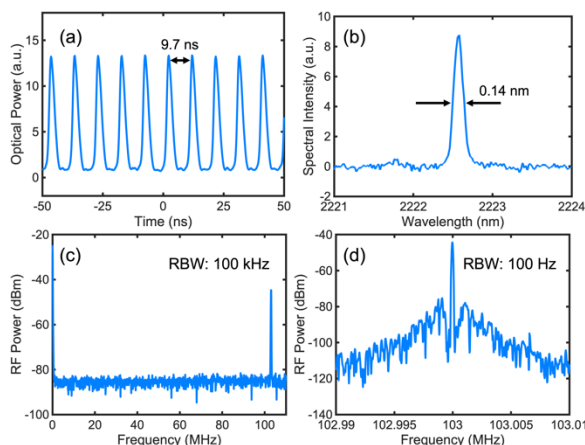 (a)
9.7 ns
Optical Power (a.u.)
15
10
5
0
-50
-25
0
25
50
Time (ns)
(b)
0.14 nm
Spectral Intensity (a.u.)
8
6
4
2
0
2221
2222
2223
2224
Wavelength (nm)
(c)
RBW: 100 kHz
RF Power (dBm)
-20
-40
-60
-80
-100
0
20
40
60
80
100
Frequency (MHz)
(d)
RBW: 100 Hz
RF Power (dBm)
-40
-60
-80
-100
-120
-140
102.99
102.995
103
103.005
103.0
Frequency (MHz)